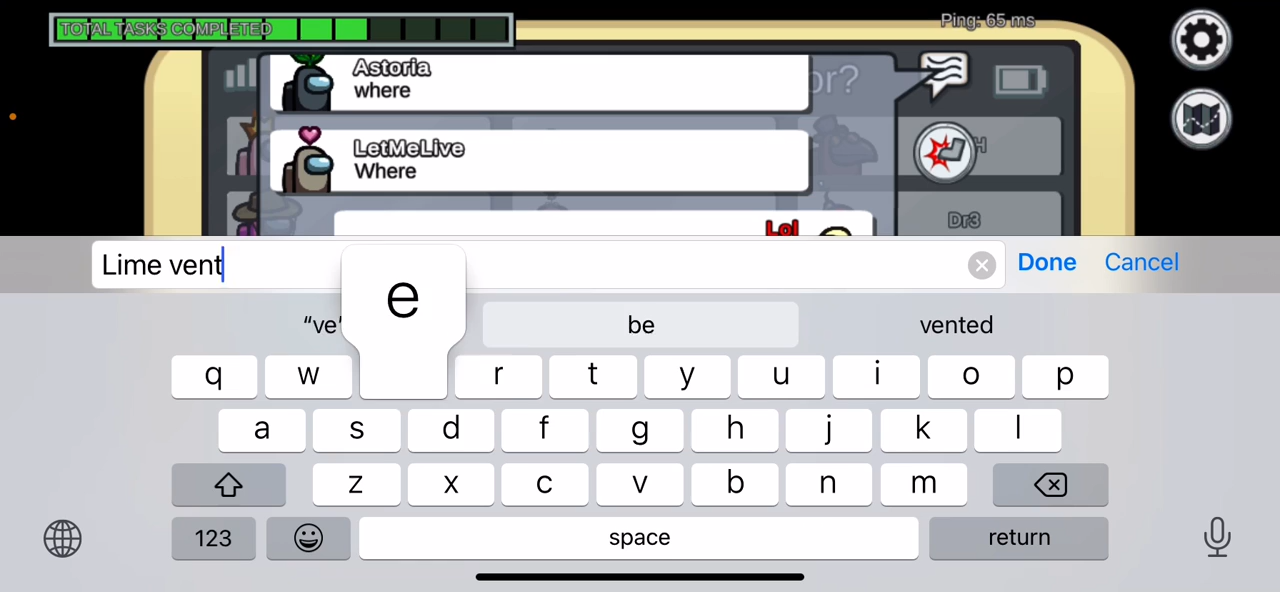 TOTAL TASKS COMPLETED
Ping: 65 ms
Astoria
where
or?
LetMeLive
Where
H
Dr3
Lol
Lime vent
Done
Cancel
“ve”
be
vented
e
q w r t y u i o p
a s d f g h j k l
z x c v b n m
123
space
return